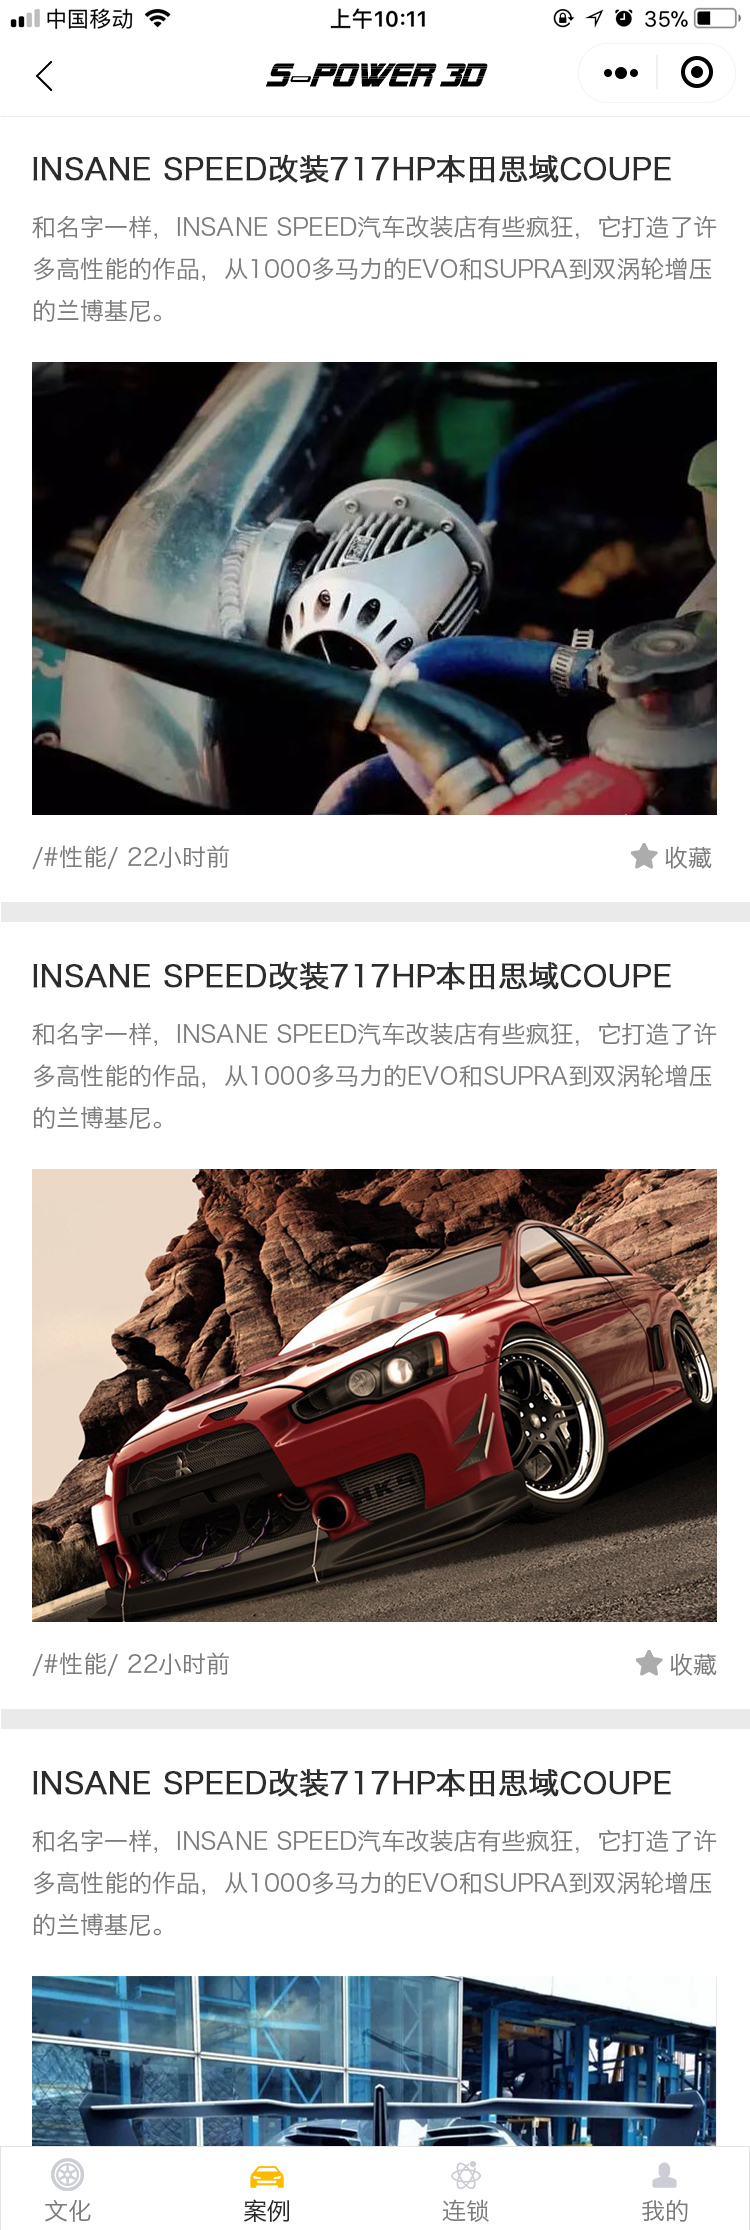 中国移动
上午10:11
35%
S-POWER 3D
INSANE SPEED改装717HP本田思域COUPE
和名字一样，INSANE SPEED汽车改装店有些疯狂，它打造了许
多高性能的作品，从1000多马力的EVO和SUPRA到双涡轮增压
的兰博基尼。
/#性能/ 22小时前
收藏
INSANE SPEED改装717HP本田思域COUPE
和名字一样，INSANE SPEED汽车改装店有些疯狂，它打造了许
多高性能的作品，从1000多马力的EVO和SUPRA到双涡轮增压
的兰博基尼。
HKS
/#性能/ 22小时前
收藏
INSANE SPEED改装717HP本田思域COUPE
和名字一样，INSANE SPEED汽车改装店有些疯狂，它打造了许
多高性能的作品，从1000多马力的EVO和SUPRA到双涡轮增压
的兰博基尼。
文化
案例
连锁
我的